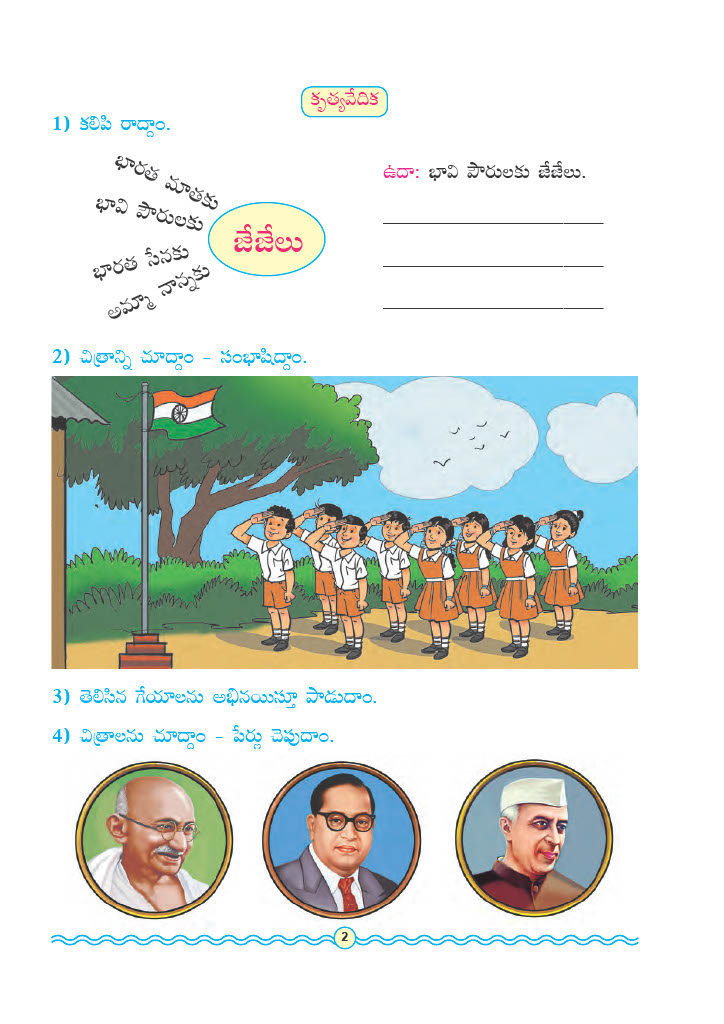 కృత్యవేదిక
1) కలిపి రాద్దాం.
భారత మాతకు
భావి పౌరులకు
భారత సేనకు
అమ్మా నాన్నకు
జేజేలు
ఉదా: భావి పౌరులకు జేజేలు.
2) చిత్రాన్ని చూద్దాం – సంభాషిద్దాం.
3) తెలిసిన గేయాలను అభినయిస్తూ పాడుదాం.
4) చిత్రాలను చూద్దాం – పేర్లు చెపుదాం.
2